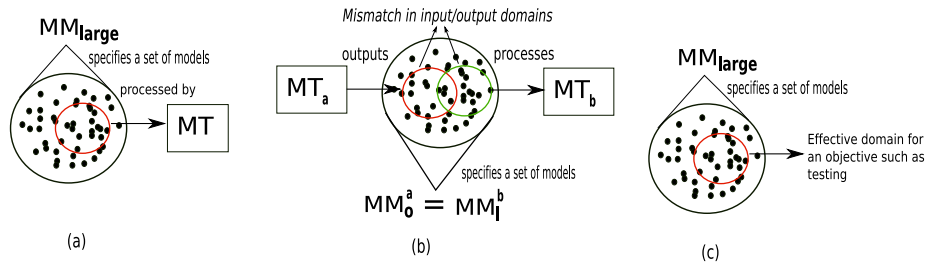 MMlarge
specifies a set of models
processed by
MT
(a)
Mismatch in input/output domains
outputs
processes
MTa
MTb
specifies a set of models
MMoa = MMIb
(b)
MMlarge
specifies a set of models
Effective domain for
an objective such as
testing
(c)